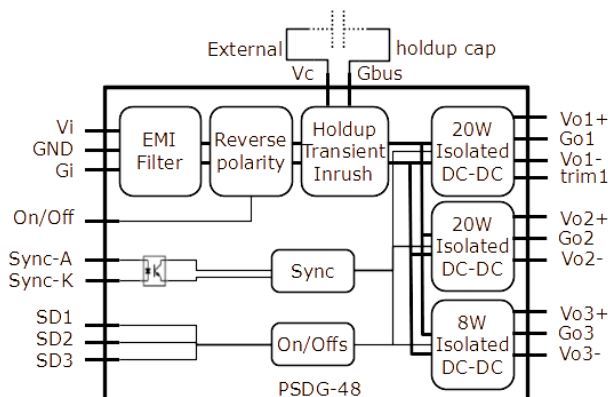 External
holdup cap
Vc
Gbus
Vi
GND
Gi
EMI
Filter
Reverse
polarity
Holdup
Transient
Inrush
20W
Isolated
DC-DC
Vo1+
Go1
Vo1-
trim1
On/Off
20W
Isolated
DC-DC
Vo2+
Go2
Vo2-
Sync-A
Sync-K
Sync
SD1
SD2
SD3
On/Offs
8W
Isolated
DC-DC
Vo3+
Go3
Vo3-
PSDG-48